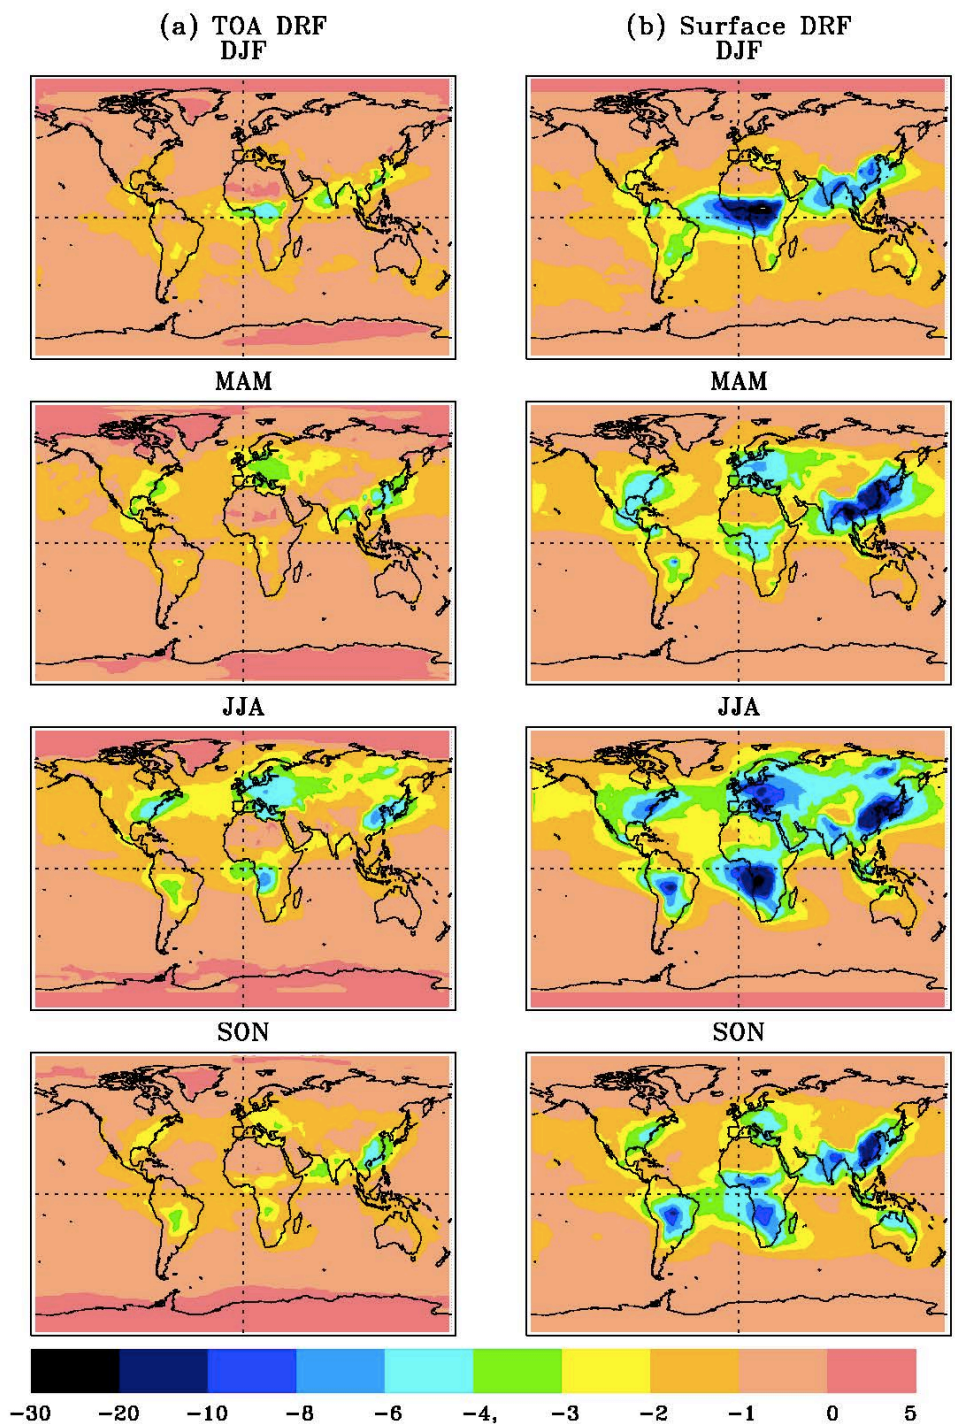 (a) TOA DRF (b) Surface DRF
DJF DJF
MAM MAM
JJA JJA
SON SON
-30 -20 -10 -8 -6 -4, -3 -2 -1 0 5